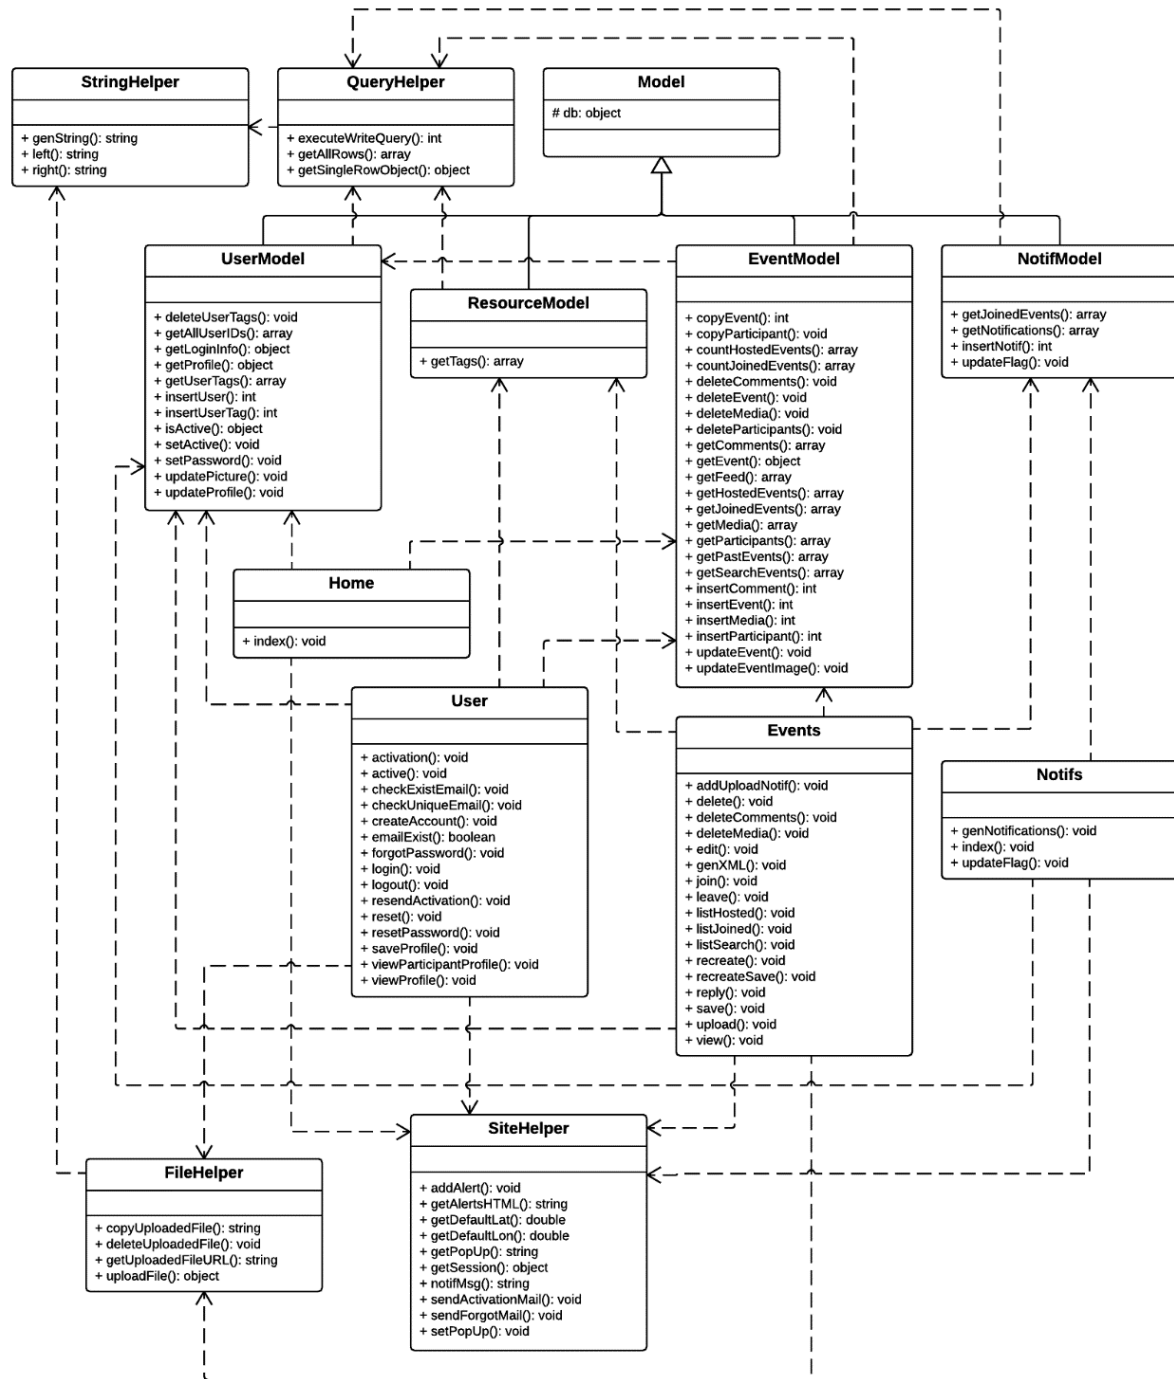 StringHelper
+ genString(): string
+ left(): string
+ right(): string
QueryHelper
+ executeWriteQuery(): int
+ getAllRows(): array
+ getSingleRowObject(): object
Model
# db: object
UserModel
+ deleteUserTags(): void
+ getAllUserIDs(): array
+ getLoginInfo(): object
+ getProfile(): object
+ getUserTags(): array
+ insertUser(): int
+ insertUserTag(): int
+ isActive(): object
+ setActive(): void
+ setPassword(): void
+ updatePicture(): void
+ updateProfile(): void
ResourceModel
+ getTags(): array
EventModel
+ copyEvent(): int
+ copyParticipant(): void
+ countHostedEvents(): array
+ countJoinedEvents(): array
+ deleteComments(): void
+ deleteEvent(): void
+ deleteMedia(): void
+ deleteParticipants(): void
+ getComments(): array
+ getEvent(): object
+ getFeed(): array
+ getHostedEvents(): array
+ getJoinedEvents(): array
+ getMedia(): array
+ getParticipants(): array
+ getPastEvents(): array
+ getSearchEvents(): array
+ insertComment(): int
+ insertEvent(): int
+ insertMedia(): int
+ insertParticipant(): int
+ updateEvent(): void
+ updateEventImage(): void
NotifModel
+ getJoinedEvents(): array
+ getNotifications(): array
+ insertNotif(): int
+ updateFlag(): void
Home
+ index(): void
User
+ activation(): void
+ active(): void
+ checkExistEmail(): void
+ checkUniqueEmail(): void
+ createAccount(): void
+ emailExist(): boolean
+ forgotPassword(): void
+ login(): void
+ logout(): void
+ resendActivation(): void
+ reset(): void
+ resetPassword(): void
+ saveProfile(): void
+ viewParticipantProfile(): void
+ viewProfile(): void
Events
+ addUploadNotif(): void
+ delete(): void
+ deleteComments(): void
+ deleteMedia(): void
+ edit(): void
+ genXML(): void
+ join(): void
+ leave(): void
+ listHosted(): void
+ listJoined(): void
+ listSearch(): void
+ recreate(): void
+ recreateSave(): void
+ reply(): void
+ save(): void
+ upload(): void
+ view(): void
Notifs
+ genNotifications(): void
+ index(): void
+ updateFlag(): void
FileHelper
+ copyUploadedFile(): string
+ deleteUploadedFile(): void
+ getUploadedFileURL(): string
+ uploadFile(): object
SiteHelper
+ addAlert(): void
+ getAlertsHTML(): string
+ getDefaultLat(): double
+ getDefaultLon(): double
+ getPopUp(): string
+ getSession(): object
+ notifMsg(): string
+ sendActivationMail(): void
+ sendForgotMail(): void
+ setPopUp(): void